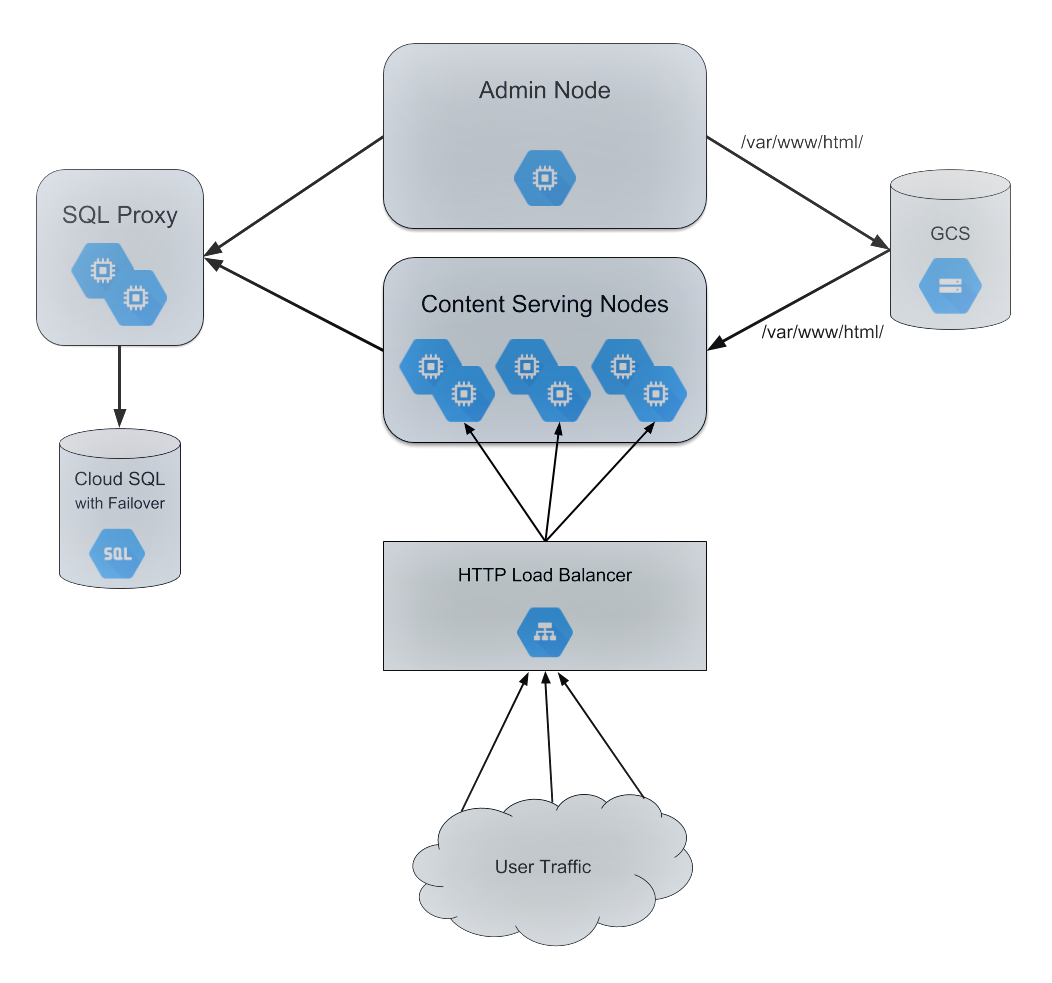 Admin Node
/var/www/html/
SQL Proxy
GCS
Content Serving Nodes
/var/www/html/
Cloud SQL
with Failover
SQL
HTTP Load Balancer
User Traffic